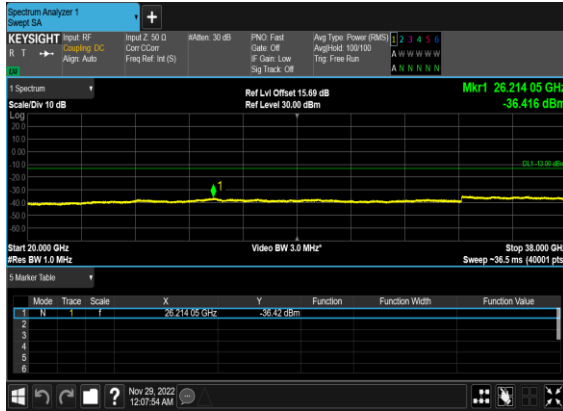 Spectrum Analyzer 1
Swept SA
+
KEYSIGHT
R T
LU
Input: RF
Coupling: DC
Align: Auto
Input Z: 50 Ω
Corr CCorr
Freq Ref: Int (S)
#Atten: 30 dB
PNO: Fast
Gate: Off
IF Gain: Low
Sig Track: Off
Avg Type: Power (RMS)
Avg|Hold: 100/100
Trig: Free Run
1 2 3 4 5 6
A W W W W W
A N N N N N
1 Spectrum
Scale/Div 10 dB
Ref Lvl Offset 15.69 dB
Ref Level 30.00 dBm
Mkr1 26.214 05 GHz
-36.416 dBm
Log
20.0
10.0
0.00
-10.0
-20.0
-30.0
-40.0
-50.0
-60.0
DL1 -13.00 dBm
1
Start 20.000 GHz
Video BW 3.0 MHz*
Stop 38.000 GHz
#Res BW 1.0 MHz
Sweep ~36.5 ms (40001 pts)
5 Marker Table
Mode Trace Scale X Y Function Function Width Function Value
1 N 1 f 26.214 05 GHz -36.42 dBm
2
3
4
5
6
?
Nov 29, 2022
12:07:54 AM